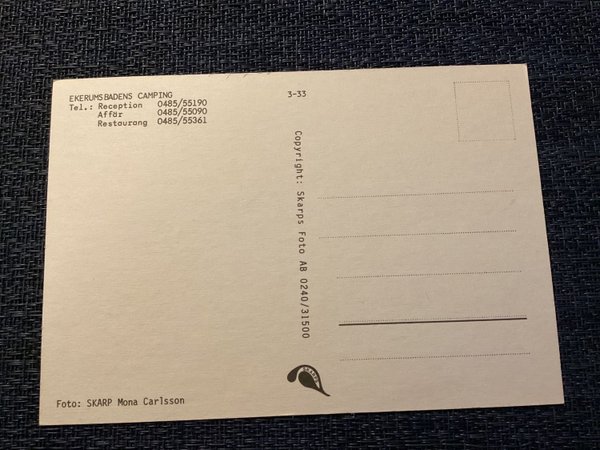 EKERUMSBADENS CAMPING
Tel.: Reception 0485/55190
Affär 0485/55090
Restaurang 0485/55361
3-33
Copyright: Skarps Foto AB 0240/31500
SKARP
Foto: SKARP Mona Carlsson